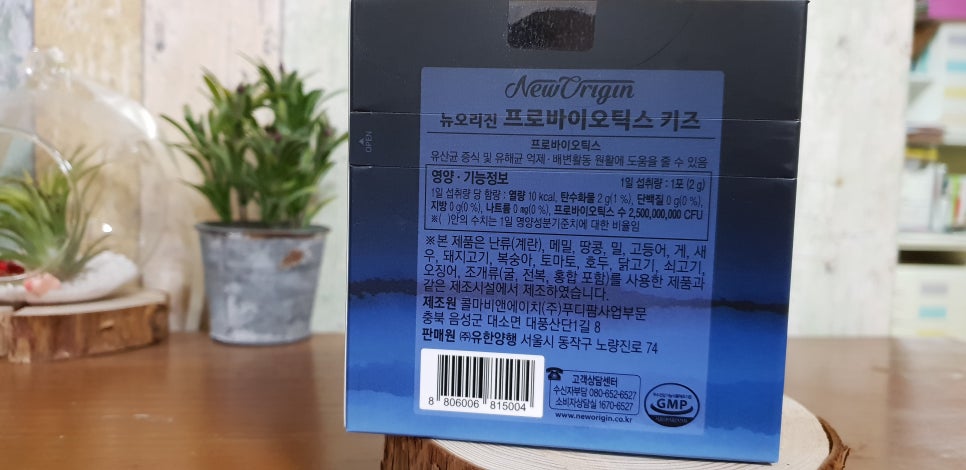 NewOrigin
뉴오리진 프로바이오틱스 키즈
프로바이오틱스
유산균 증식 및 유해균 억제·배변활동 원활에 도움을 줄 수 있음
OPEN
영양·기능정보 1일 섭취량 : 1포 (2 g)
1일 섭취량 당 함량 : 열량 10 kcal, 탄수화물 2 g(1 %), 단백질 0 g(0 %),
지방 0 g(0 %), 나트륨 0 mg(0 %), 프로바이오틱스 수 2,500,000,000 CFU
※( )안의 수치는 1일 영양성분기준치에 대한 비율임
※본 제품은 난류(계란), 메밀, 땅콩, 밀, 고등어, 게, 새
우, 돼지고기, 복숭아, 토마토, 호두, 닭고기, 쇠고기,
오징어, 조개류(굴, 전복, 홍합 포함)를 사용한 제품과
같은 제조시설에서 제조하였습니다.
제조원 콜마비앤에이치(주)푸디팜사업부문
충북 음성군 대소면 대풍산단1길 8
판매원 ㈜유한양행 서울시 동작구 노량진로 74
8 806006 815004
고객상담센터
수신자부담 080-652-6527
소비자상담실 1670-6527
www.neworigin.co.kr
GMP